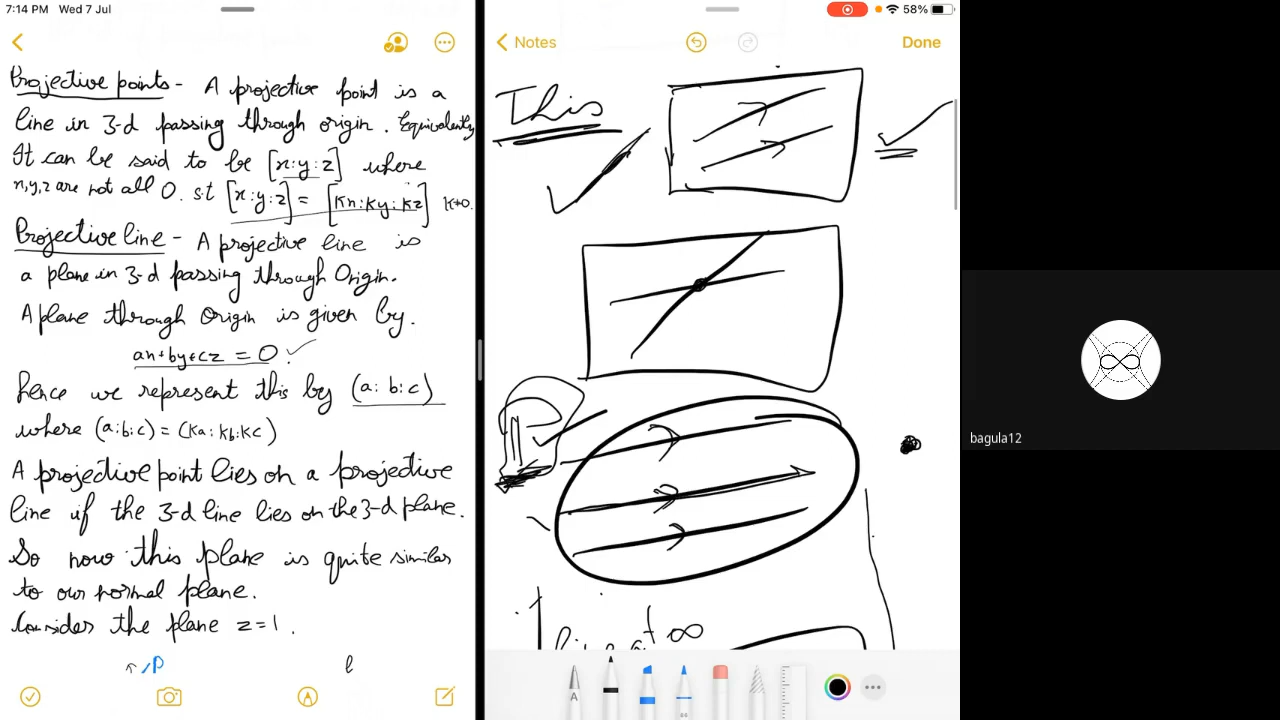 7:14 PM Wed 7 Jul
58%
Notes
Done
Projective points - A projective point is a
line in 3-d passing through origin. Equivalently
It can be said to be [x:y:z] where
x,y,z are not all 0. s.t [x:y:z] = [kx:ky:kz] k≠0.
Projective line - A projective line is
a plane in 3-d passing through Origin.
A plane through Origin is given by.
ax+by+cz = 0.
hence we represent this by (a:b:c)
where (a:b:c) = (ka:kb:kc)
A projective point lies on a projective
line if the 3-d line lies on the 3-d plane.
So now this plane is quite similar
to our normal plane.
Consider the plane z=1.
P
l
This
line at ∞
bagula12